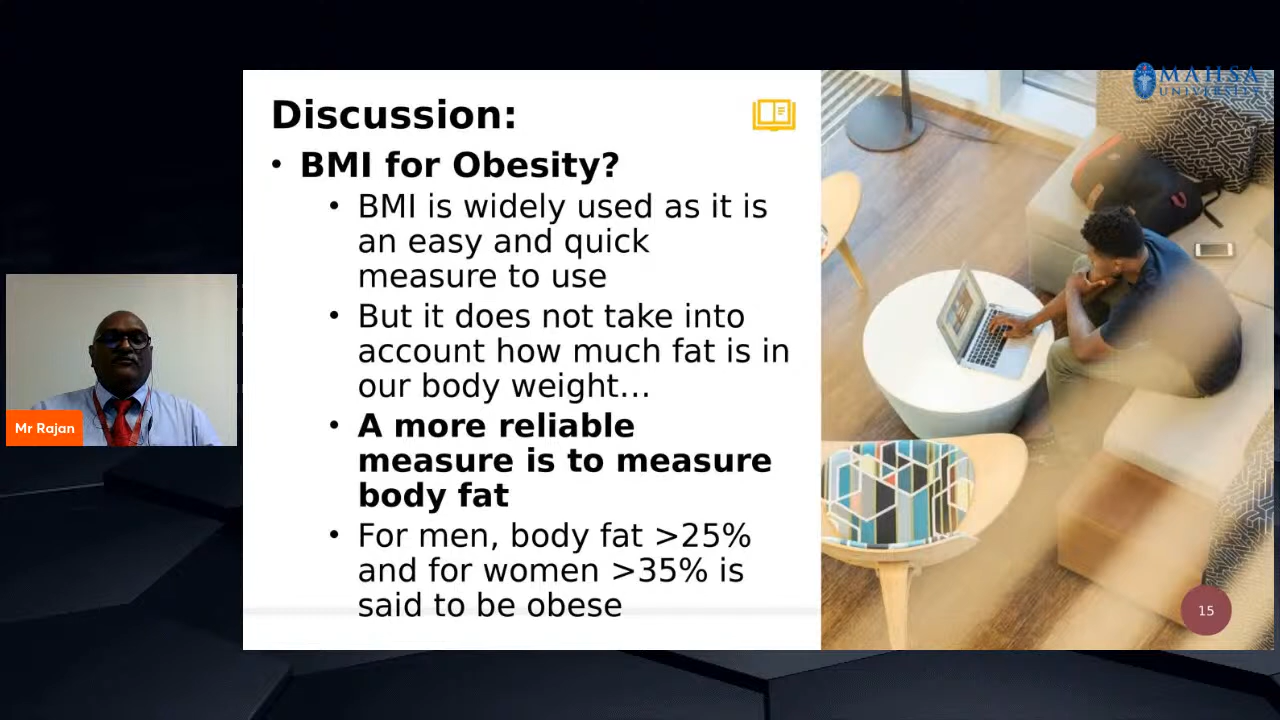 MAHSA
UNIVERSITY
Discussion:
• BMI for Obesity?
• BMI is widely used as it is
an easy and quick
measure to use
• But it does not take into
account how much fat is in
our body weight…
• A more reliable
measure is to measure
body fat
• For men, body fat >25%
and for women >35% is
said to be obese
Mr Rajan
15